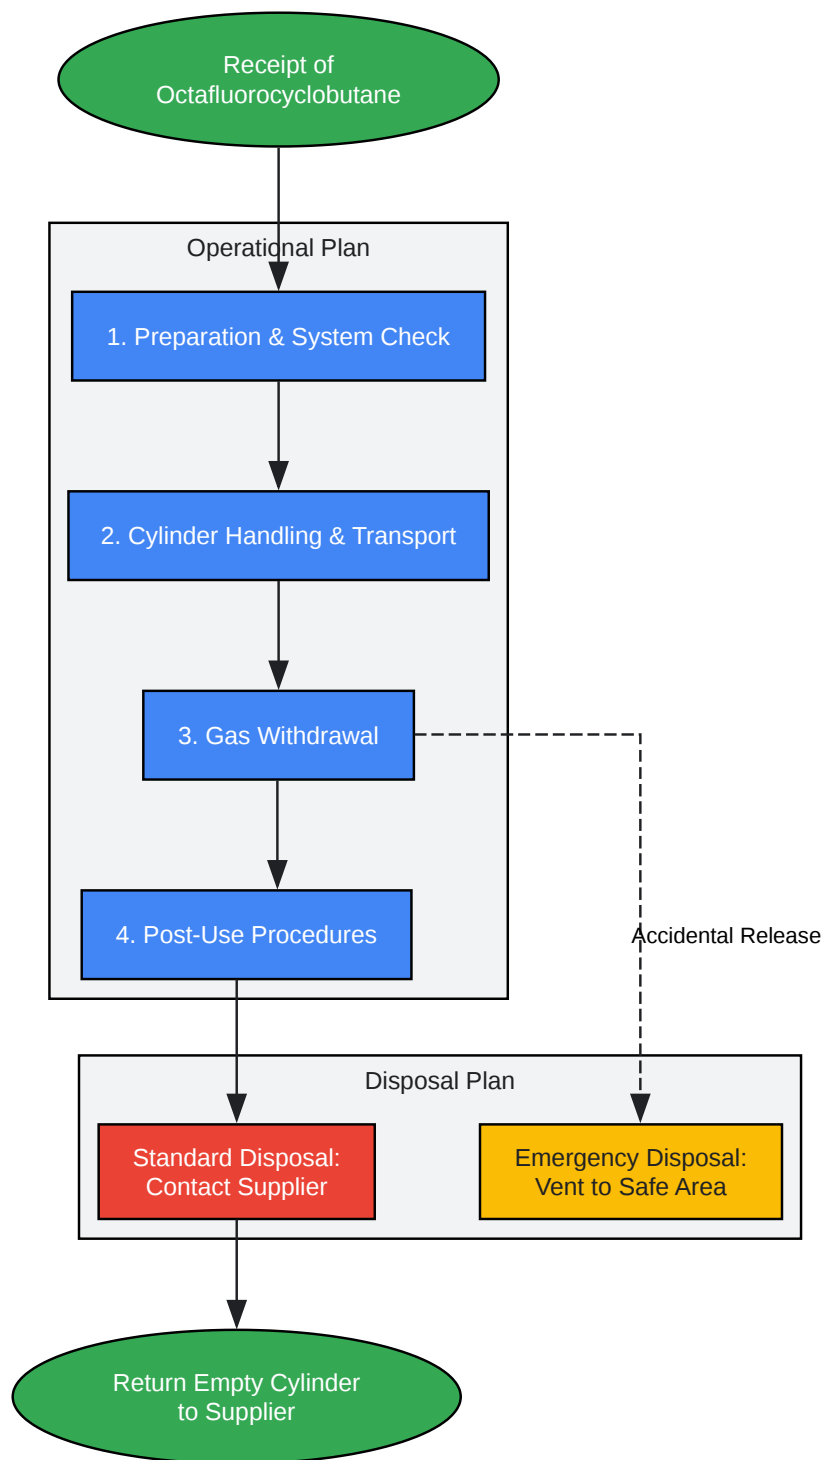 Receipt of
Octafluorocyclobutane
Operational Plan
1. Preparation & System Check
2. Cylinder Handling & Transport
3. Gas Withdrawal
4. Post-Use Procedures
Accidental Release
Disposal Plan
Standard Disposal:
Contact Supplier
Emergency Disposal:
Vent to Safe Area
Return Empty Cylinder
to Supplier